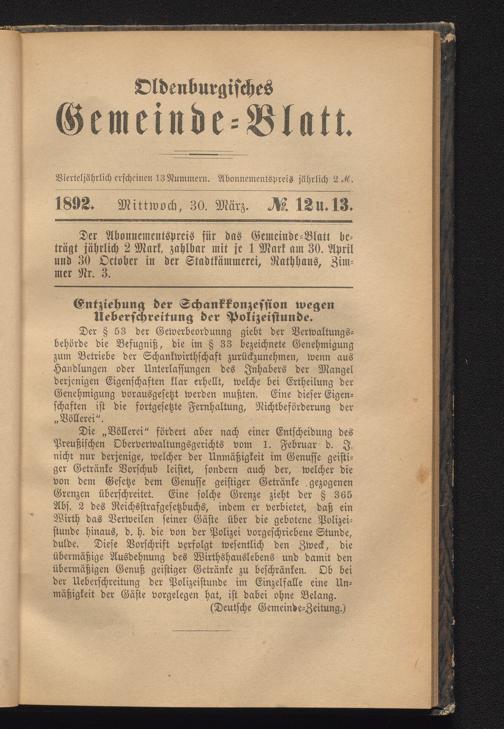 Oldenburgisches
Gemeinde=Blatt.
Vierteljährlich erscheinen 13 Nummern. Abonnementspreis jährlich 2 M.
1892. Mittwoch, 30. März. №. 12 u. 13.
Der Abonnementspreis für das Gemeinde=Blatt be=
trägt jährlich 2 Mark, zahlbar mit je 1 Mark am 30. April
und 30 October in der Stadtkämmerei, Rathhaus, Zim=
mer Nr. 3.
Entziehung der Schankkonzession wegen
Ueberschreitung der Polizeistunde.
Der § 53 der Gewerbeordnung giebt der Verwaltungs=
behörde die Befugniß, die im § 33 bezeichnete Genehmigung
zum Betriebe der Schankwirthschaft zurückzunehmen, wenn aus
Handlungen oder Unterlassungen des Inhabers der Mangel
derjenigen Eigenschaften klar erhellt, welche bei Ertheilung der
Genehmigung vorausgesetzt werden mußten. Eine dieser Eigen=
schaften ist die fortgesetzte Fernhaltung, Nichtbeförderung der
„Völlerei“.
Die „Völlerei“ fördert aber nach einer Entscheidung des
Preußischen Oberverwaltungsgerichts vom 1. Februar d. J.
nicht nur derjenige, welcher der Unmäßigkeit im Genusse geisti=
ger Getränke Vorschub leistet, sondern auch der, welcher die
von dem Gesetze dem Genusse geistiger Getränke gezogenen
Grenzen überschreitet. Eine solche Grenze zieht der § 365
Abs. 2 des Reichsstrafgesetzbuchs, indem er verbietet, daß ein
Wirth das Verweilen seiner Gäste über die gebotene Polizei=
stunde hinaus, d. h. die von der Polizei vorgeschriebene Stunde,
dulde. Diese Vorschrift verfolgt wesentlich den Zweck, die
übermäßige Ausdehnung des Wirthshauslebens und damit den
übermäßigen Genuß geistiger Getränke zu beschränken. Ob bei
der Ueberschreitung der Polizeistunde im Einzelfalle eine Un=
mäßigkeit der Gäste vorgelegen hat, ist dabei ohne Belang.
(Deutsche Gemeinde=Zeitung.)